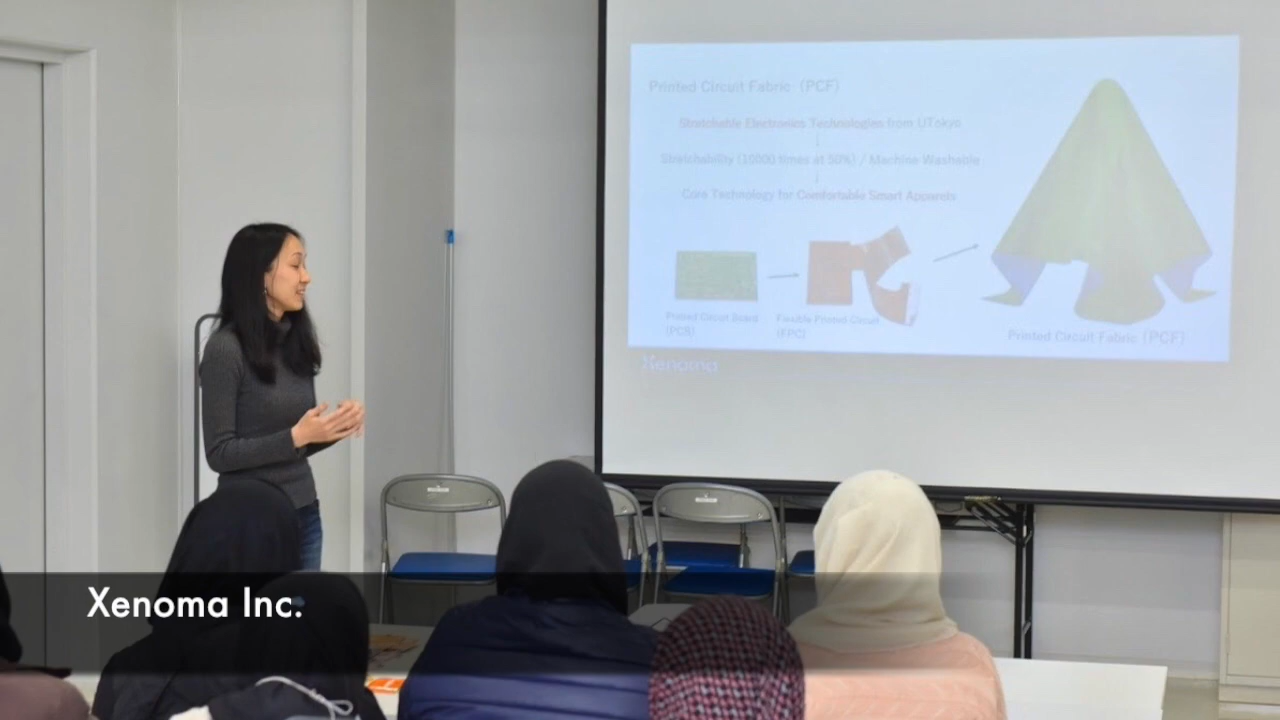 Printed Circuit Fabric (PCF)
Stretchable Electronics Technologies from UTokyo
Stretchability (10000 times at 50%) / Machine-Washable
Core Technology for Comfortable Smart Apparels
Printed Circuit Board
(PCB)
Flexible Printed Circuit
(FPC)
Printed Circuit Fabric (PCF)
Xenoma
Xenoma Inc.